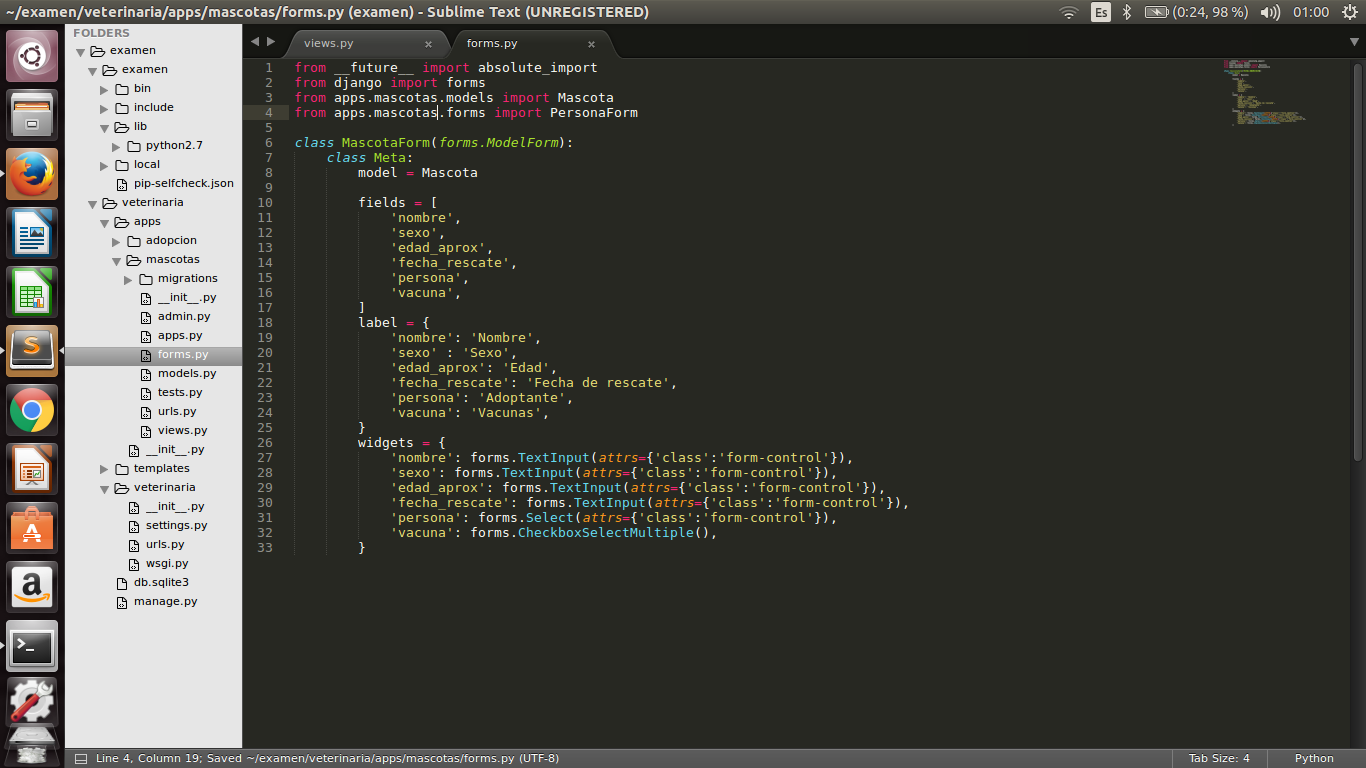 ~/examen/veterinaria/apps/mascotas/forms.py (examen) - Sublime Text (UNREGISTERED)
Es
(0:24, 98 %)
01:00
FOLDERS
examen
examen
bin
include
lib
python2.7
local
pip-selfcheck.json
veterinaria
apps
adopcion
mascotas
migrations
__init__.py
admin.py
apps.py
forms.py
models.py
tests.py
urls.py
views.py
__init__.py
templates
veterinaria
__init__.py
settings.py
urls.py
wsgi.py
db.sqlite3
manage.py
views.py ×
forms.py ×
1 from __future__ import absolute_import
2 from django import forms
3 from apps.mascotas.models import Mascota
4 from apps.mascotas.forms import PersonaForm
5
6 class MascotaForm(forms.ModelForm):
7     class Meta:
8         model = Mascota
9
10         fields = [
11             'nombre',
12             'sexo',
13             'edad_aprox',
14             'fecha_rescate',
15             'persona',
16             'vacuna',
17         ]
18         label = {
19             'nombre': 'Nombre',
20             'sexo' : 'Sexo',
21             'edad_aprox': 'Edad',
22             'fecha_rescate': 'Fecha de rescate',
23             'persona': 'Adoptante',
24             'vacuna': 'Vacunas',
25         }
26         widgets = {
27             'nombre': forms.TextInput(attrs={'class':'form-control'}),
28             'sexo': forms.TextInput(attrs={'class':'form-control'}),
29             'edad_aprox': forms.TextInput(attrs={'class':'form-control'}),
30             'fecha_rescate': forms.TextInput(attrs={'class':'form-control'}),
31             'persona': forms.Select(attrs={'class':'form-control'}),
32             'vacuna': forms.CheckboxSelectMultiple(),
33         }
Line 4, Column 19; Saved ~/examen/veterinaria/apps/mascotas/forms.py (UTF-8)
Tab Size: 4
Python